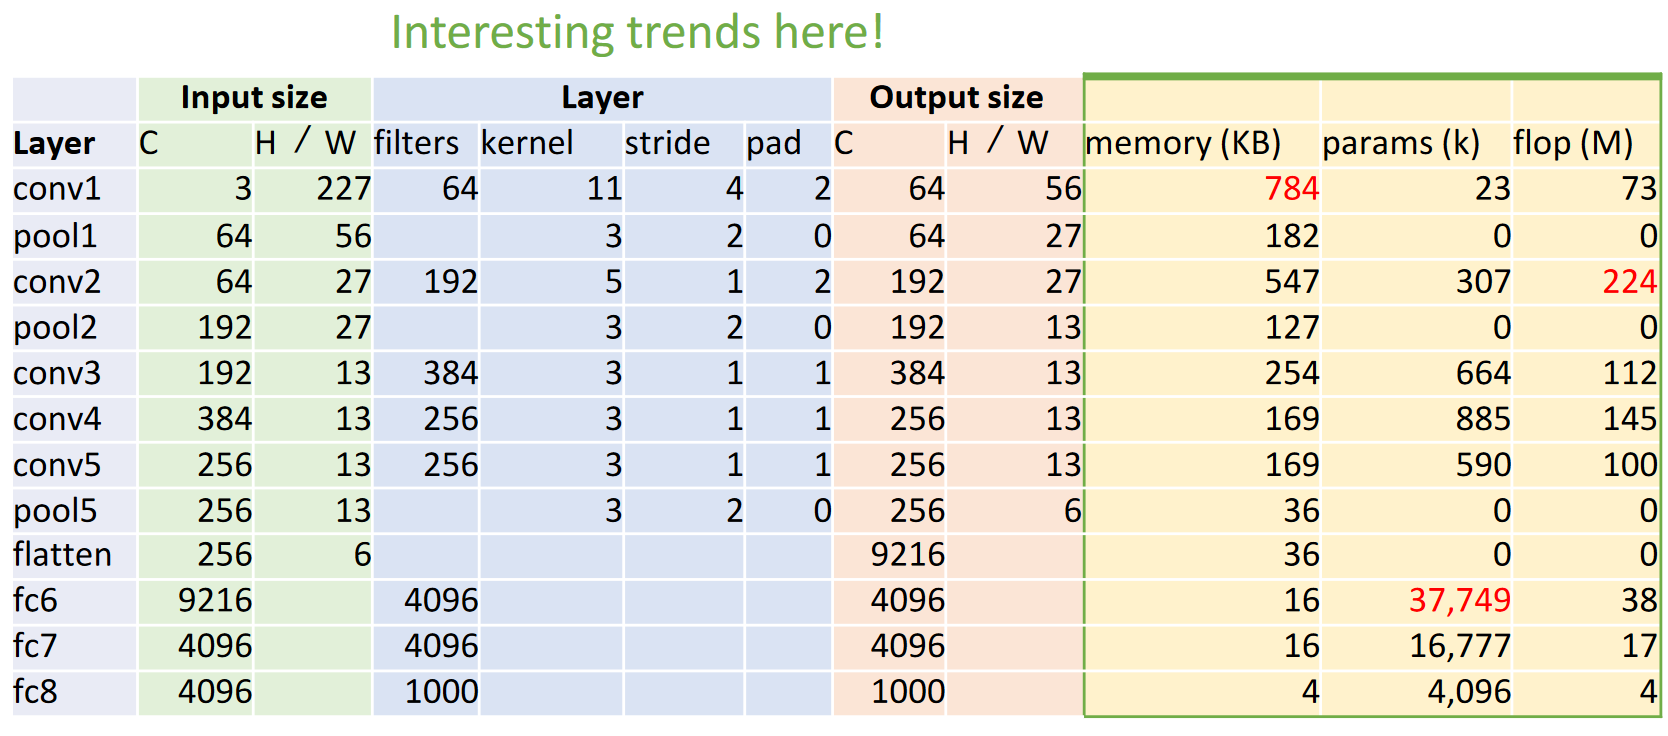 Interesting trends here!
Input size Layer Output size
Layer C H / W filters kernel stride pad C H / W memory (KB) params (k) flop (M)
conv1 3 227 64 11 4 2 64 56 784 23 73
pool1 64 56 3 2 0 64 27 182 0 0
conv2 64 27 192 5 1 2 192 27 547 307 224
pool2 192 27 3 2 0 192 13 127 0 0
conv3 192 13 384 3 1 1 384 13 254 664 112
conv4 384 13 256 3 1 1 256 13 169 885 145
conv5 256 13 256 3 1 1 256 13 169 590 100
pool5 256 13 3 2 0 256 6 36 0 0
flatten 256 6 9216 36 0 0
fc6 9216 4096 4096 16 37,749 38
fc7 4096 4096 4096 16 16,777 17
fc8 4096 1000 1000 4 4,096 4